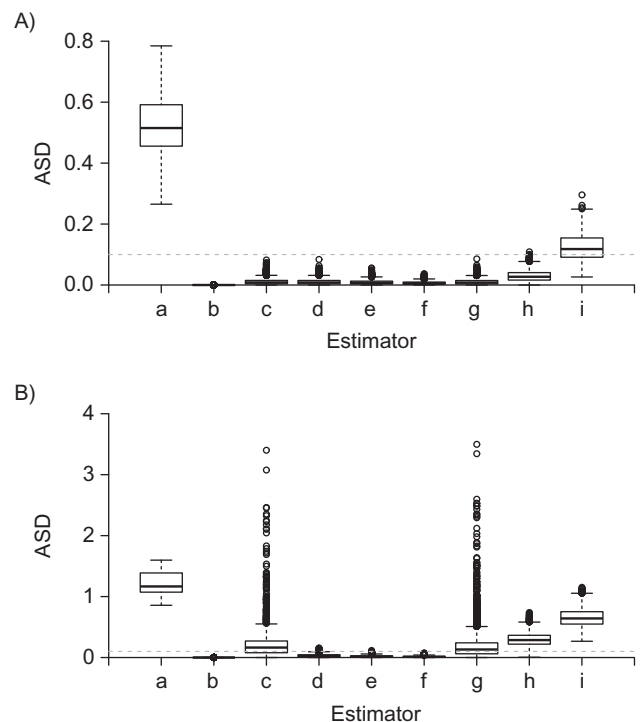 A)
0.8
0.6
0.4
0.2
0.0
ASD
a b c d e f g h i
Estimator
B)
4
3
2
1
0
ASD
a b c d e f g h i
Estimator